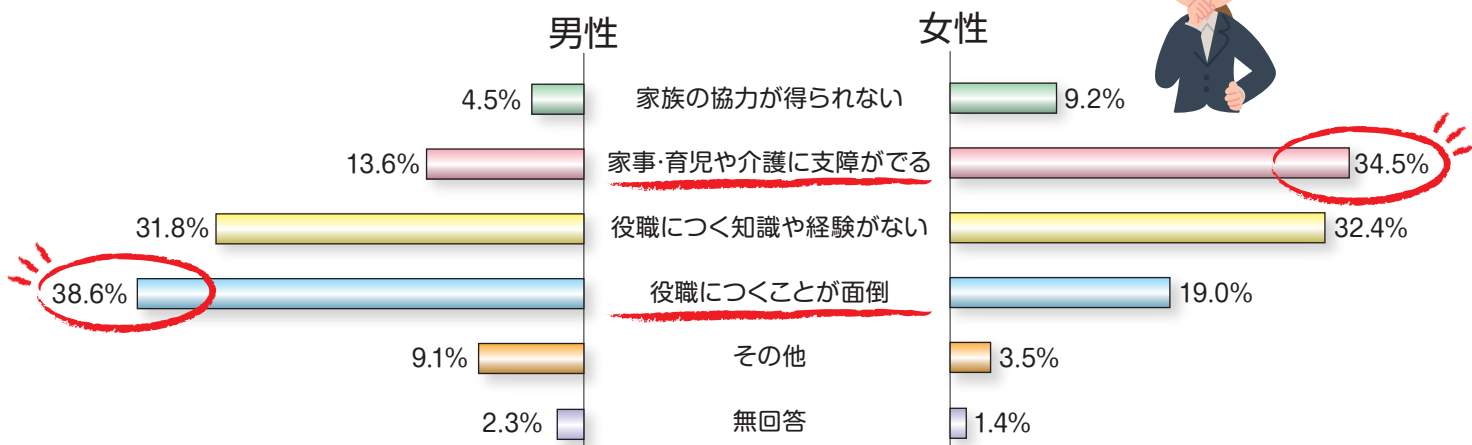 男性 女性
4.5% 家族の協力が得られない 9.2%
13.6% 家事・育児や介護に支障がでる 34.5%
31.8% 役職につく知識や経験がない 32.4%
38.6% 役職につくことが面倒 19.0%
9.1% その他 3.5%
2.3% 無回答 1.4%